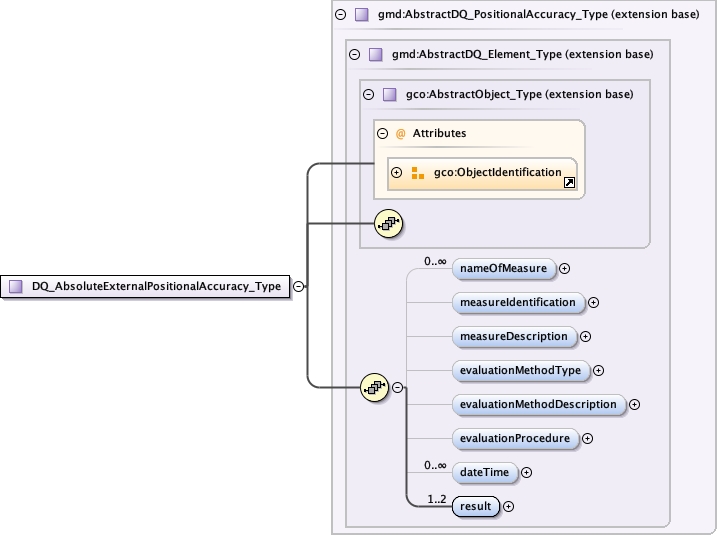 gmd:AbstractDQ_PositionalAccuracy_Type (extension base)
gmd:AbstractDQ_Element_Type (extension base)
gco:AbstractObject_Type (extension base)
@ Attributes
gco:ObjectIdentification
DQ_AbsoluteExternalPositionalAccuracy_Type
0..∞ nameOfMeasure
measureIdentification
measureDescription
evaluationMethodType
evaluationMethodDescription
evaluationProcedure
0..∞ dateTime
1..2 result